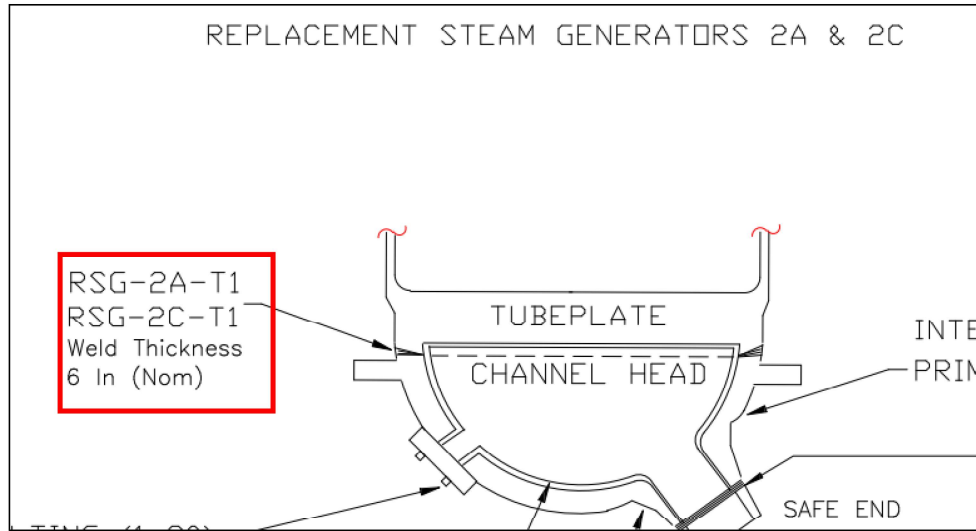 REPLACEMENT STEAM GENERATORS 2A & 2C
RSG-2A-T1
RSG-2C-T1
Weld Thickness
6 In (Nom)
TUBEPLATE
CHANNEL HEAD
INTE
PRIM
SAFE END